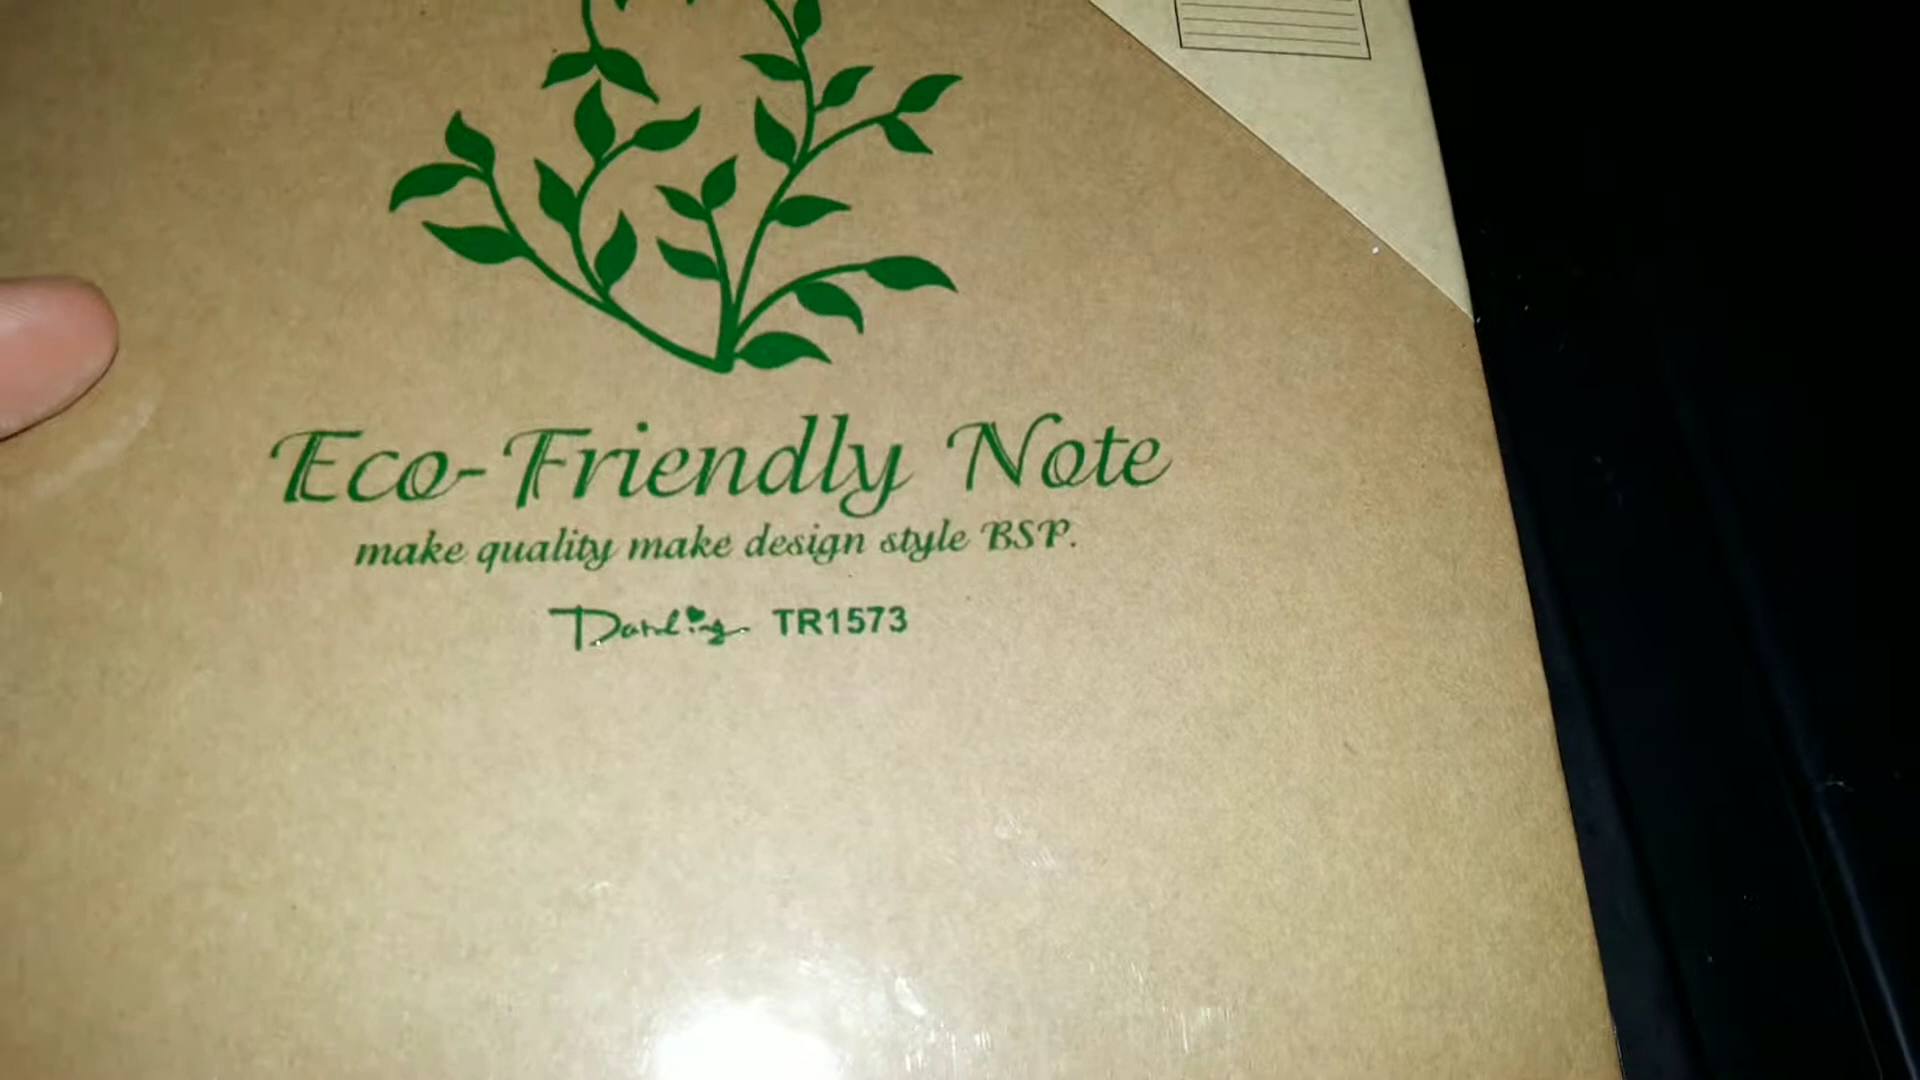 Eco-Friendly Note
make quality make design style BSP.
Darling TR1573